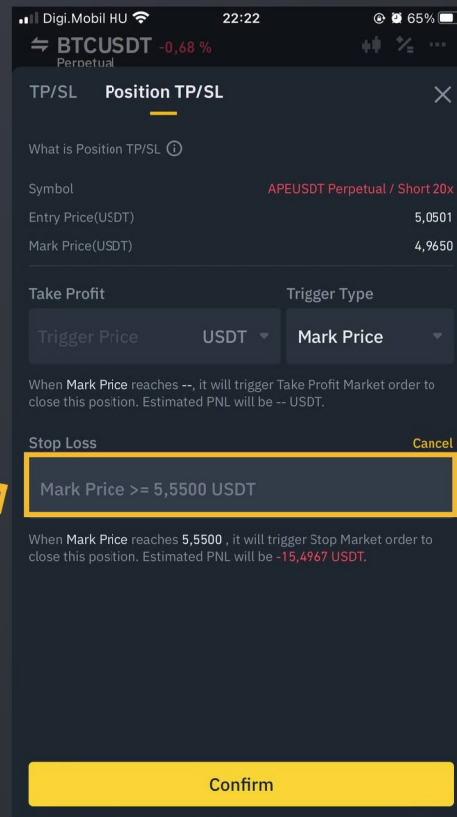 Digi.Mobil HU 22:22 65%
BTCUSDT -0,68 %
Perpetual
TP/SL Position TP/SL
What is Position TP/SL
Symbol APEUSDT Perpetual / Short 20x
Entry Price(USDT) 5,0501
Mark Price(USDT) 4,9650
Take Profit Trigger Type
Trigger Price USDT Mark Price
When Mark Price reaches --, it will trigger Take Profit Market order to
close this position. Estimated PNL will be -- USDT.
Stop Loss Cancel
Mark Price >= 5,5500 USDT
When Mark Price reaches 5,5500 , it will trigger Stop Market order to
close this position. Estimated PNL will be -15,4967 USDT.
Confirm